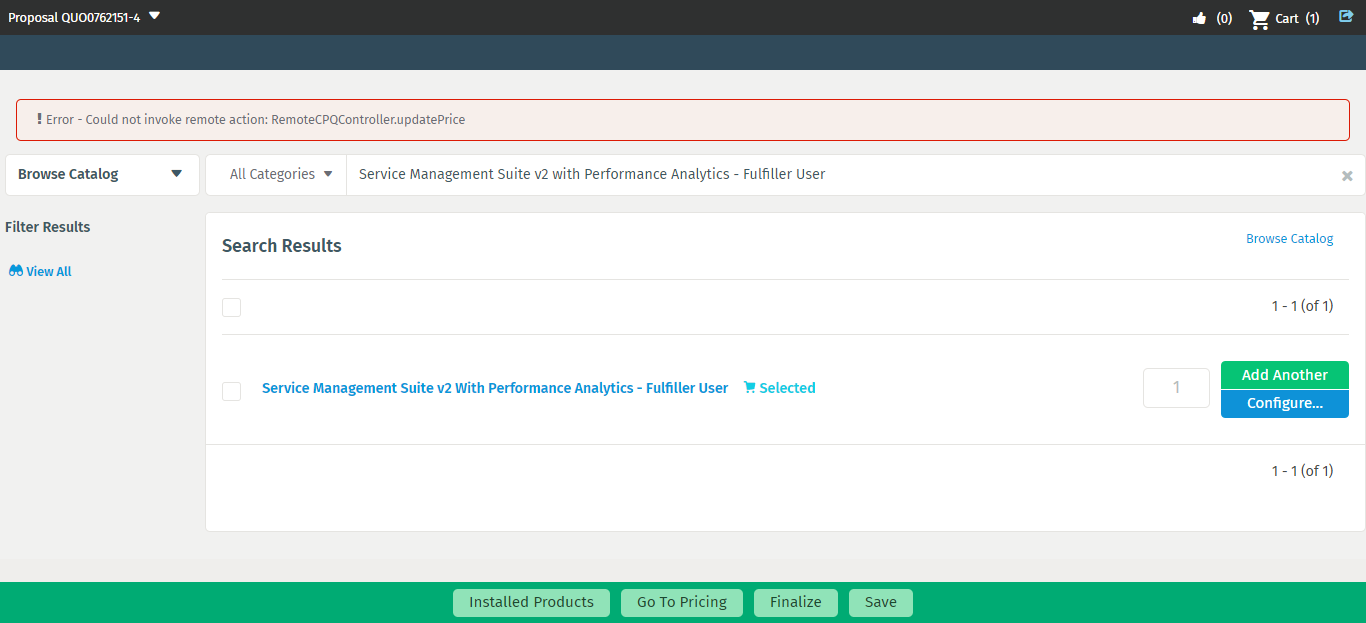 Proposal QUO0762151-4
(0) Cart (1)
! Error - Could not invoke remote action: RemoteCPQController.updatePrice
Browse Catalog
All Categories
Service Management Suite v2 with Performance Analytics - Fulfiller User
Filter Results
View All
Search Results
Browse Catalog
1 - 1 (of 1)
Service Management Suite v2 With Performance Analytics - Fulfiller User
Selected
1
Add Another
Configure...
1 - 1 (of 1)
Installed Products
Go To Pricing
Finalize
Save